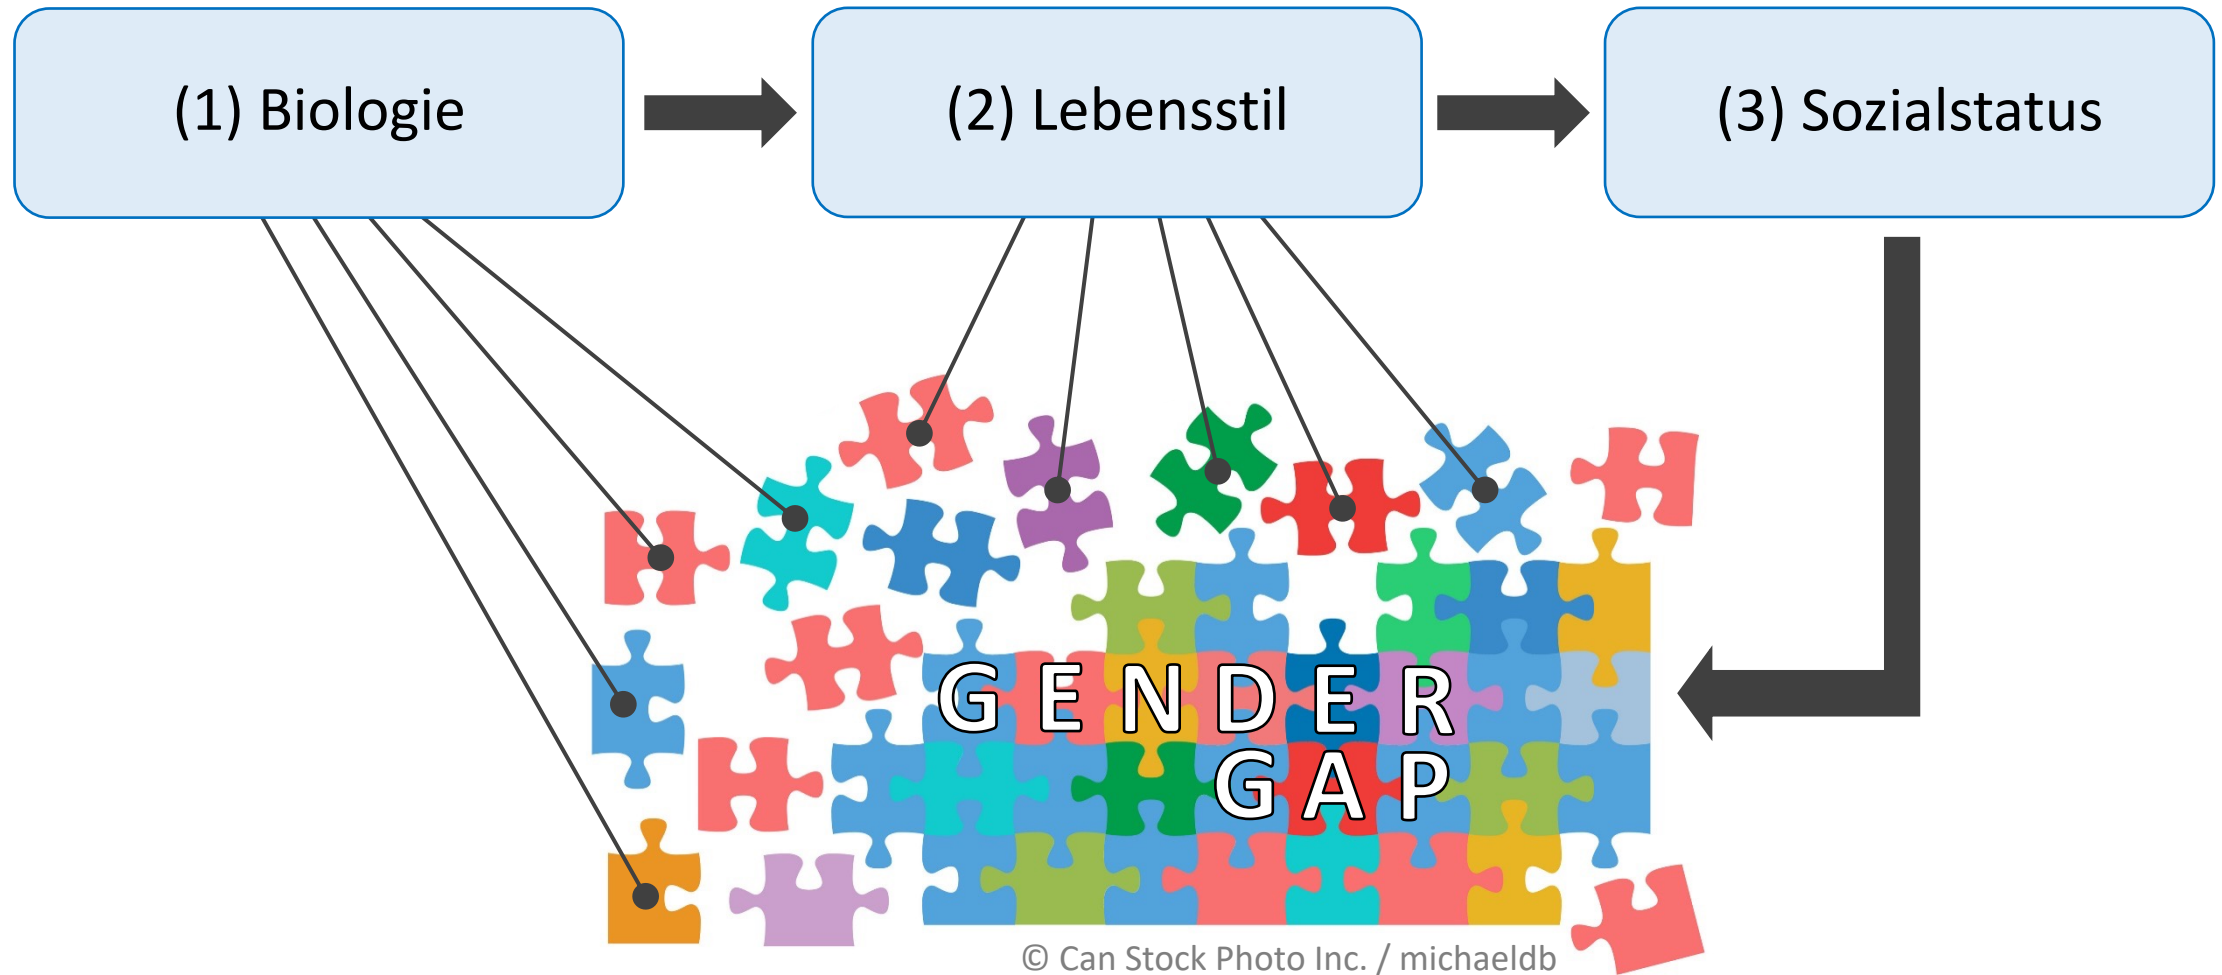 (1) Biologie
(2) Lebensstil
(3) Sozialstatus
GENDER
GAP
© Can Stock Photo Inc. / michaeldb